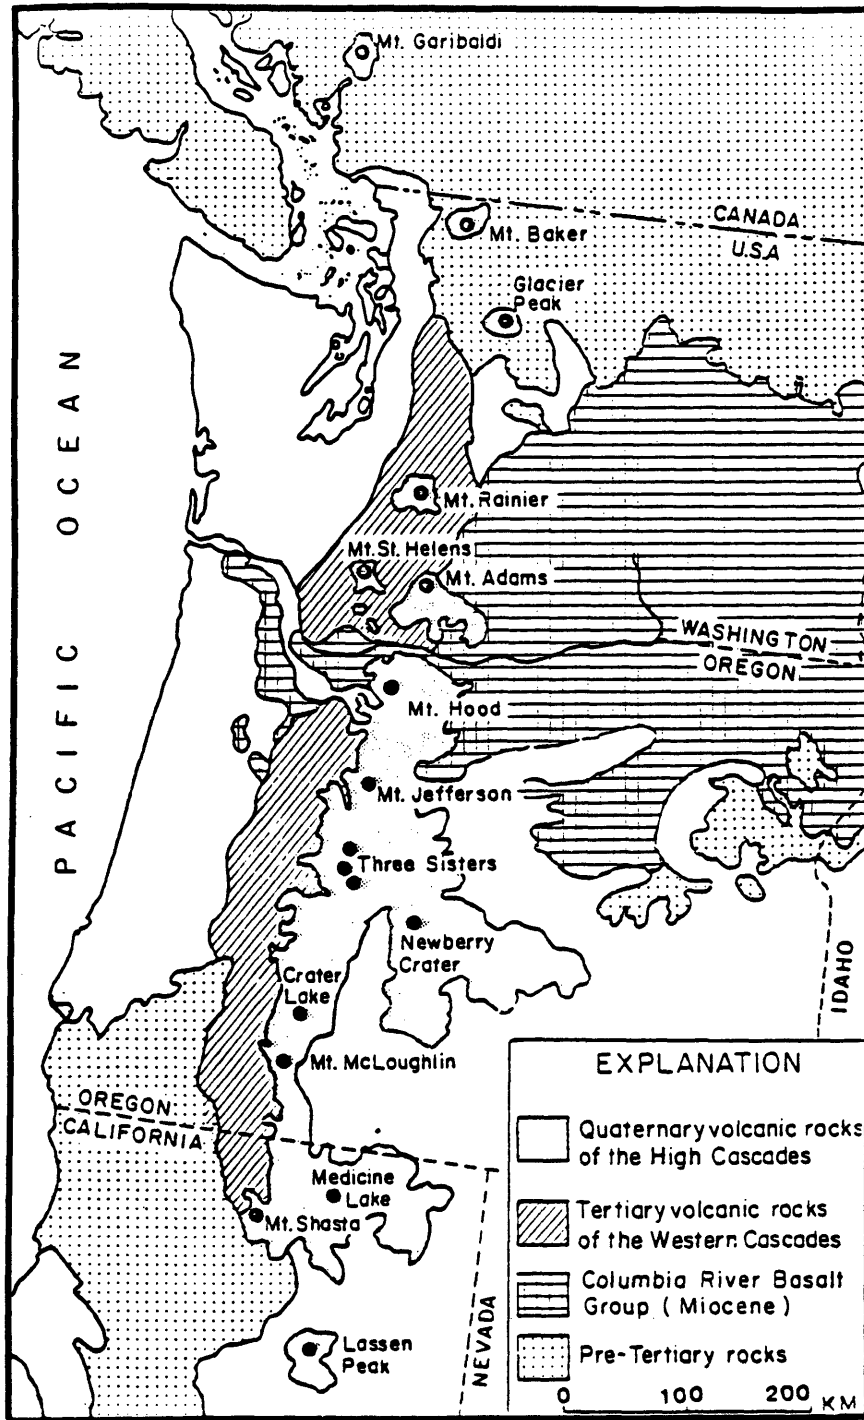 Mt. Garibaldi
CANADA
U.S.A
Mt. Baker
Glacier
Peak
PACIFIC OCEAN
Mt. Rainier
Mt. St. Helens
Mt. Adams
WASHINGTON
OREGON
Mt. Hood
Mt. Jefferson
Three Sisters
Newberry
Crater
Crater
Lake
IDAHO
Mt. McLoughlin
OREGON
CALIFORNIA
Medicine
Lake
Mt. Shasta
NEVADA
Lassen
Peak
EXPLANATION
Quaternary volcanic rocks
of the High Cascades
Tertiary volcanic rocks
of the Western Cascades
Columbia River Basalt
Group ( Miocene )
Pre-Tertiary rocks
0 100 200 KM